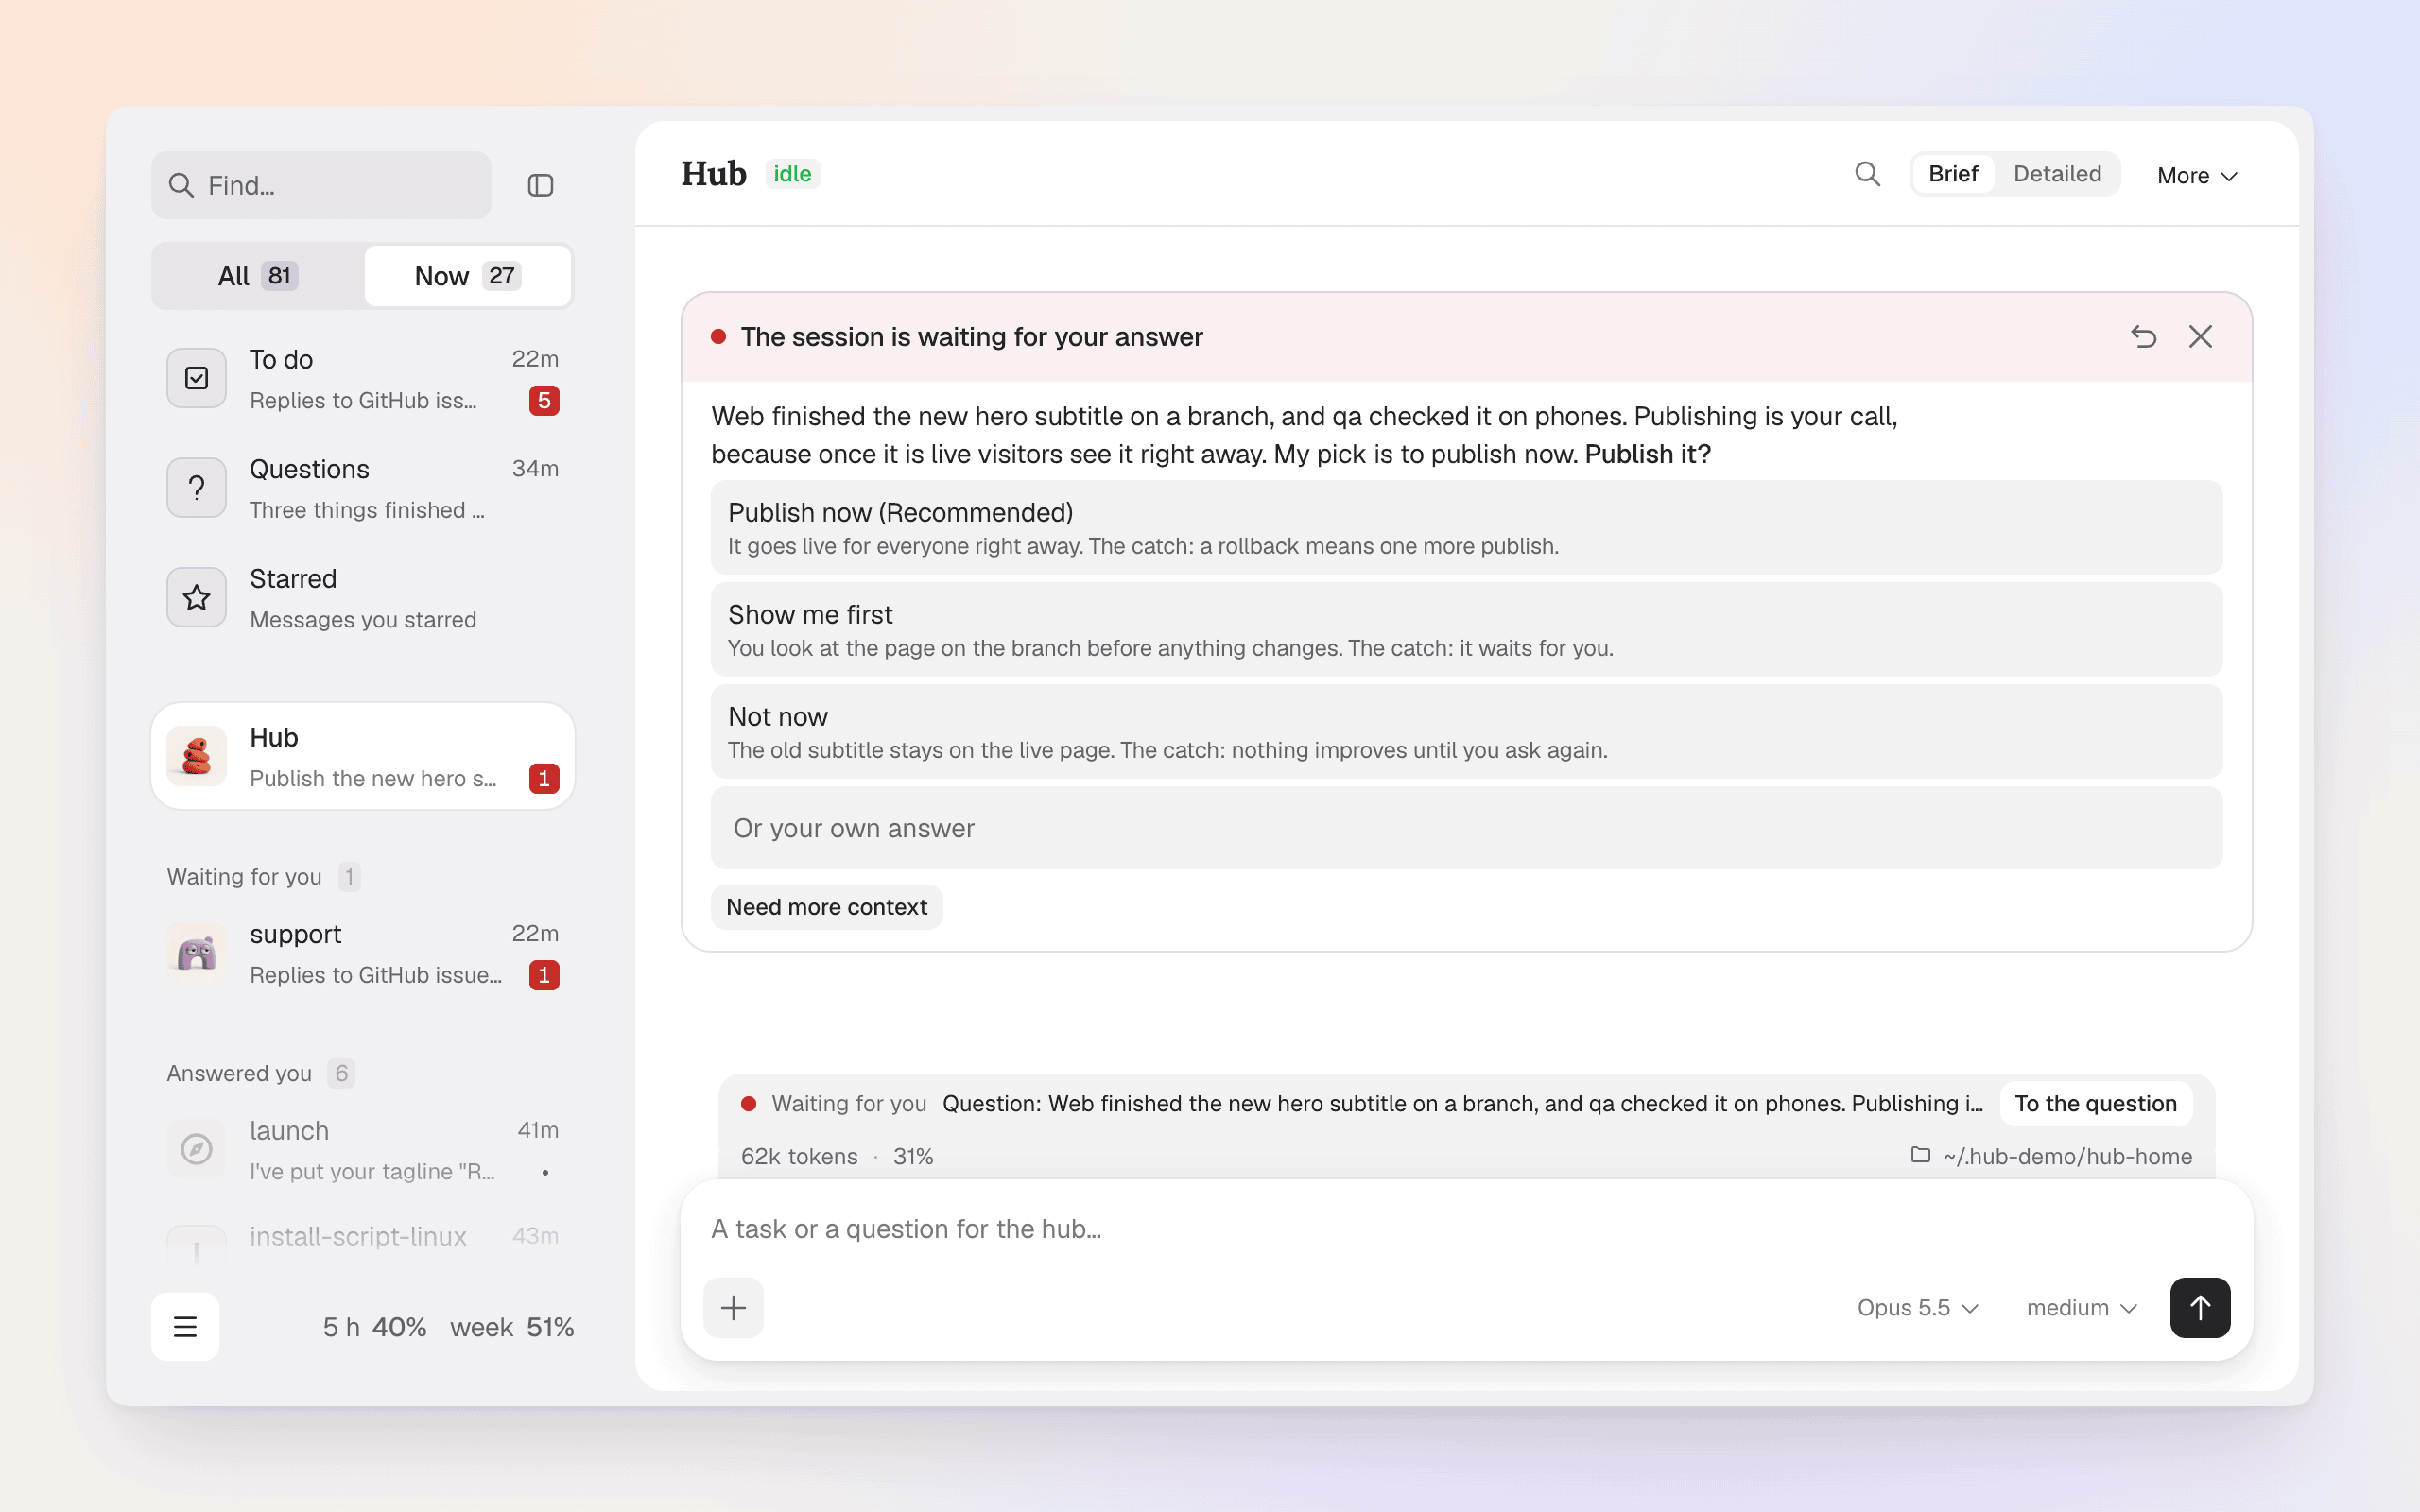 Find...
All 81
Now 27
To do 22m
Replies to GitHub iss... 5
Questions 34m
Three things finished ...
Starred
Messages you starred
Hub
Publish the new hero s... 1
Waiting for you 1
support 22m
Replies to GitHub issue... 1
Answered you 6
launch 41m
I've put your tagline "R...
install-script-linux 43m
5 h 40% week 51%
Hub idle
Brief Detailed More
The session is waiting for your answer
Web finished the new hero subtitle on a branch, and qa checked it on phones. Publishing is your call,
because once it is live visitors see it right away. My pick is to publish now. Publish it?
Publish now (Recommended)
It goes live for everyone right away. The catch: a rollback means one more publish.
Show me first
You look at the page on the branch before anything changes. The catch: it waits for you.
Not now
The old subtitle stays on the live page. The catch: nothing improves until you ask again.
Or your own answer
Need more context
Waiting for you Question: Web finished the new hero subtitle on a branch, and qa checked it on phones. Publishing i... To the question
62k tokens · 31% ~/.hub-demo/hub-home
A task or a question for the hub...
Opus 5.5 medium